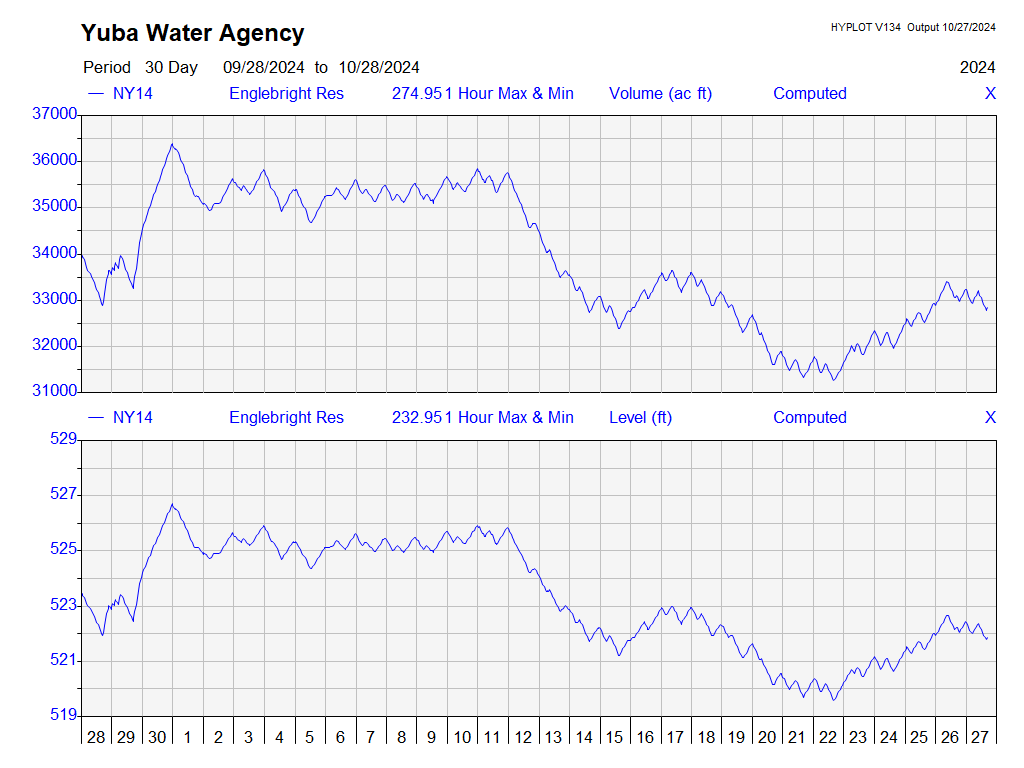 Yuba Water Agency
HYPLOT V134 Output 10/27/2024
Period 30 Day 09/28/2024 to 10/28/2024
2024
NY14 Englebright Res 274.951 Hour Max & Min Volume (ac ft) Computed X
37000
36000
35000
34000
33000
32000
31000
NY14 Englebright Res 232.951 Hour Max & Min Level (ft) Computed X
529
527
525
523
521
519
28 29 30 1 2 3 4 5 6 7 8 9 10 11 12 13 14 15 16 17 18 19 20 21 22 23 24 25 26 27